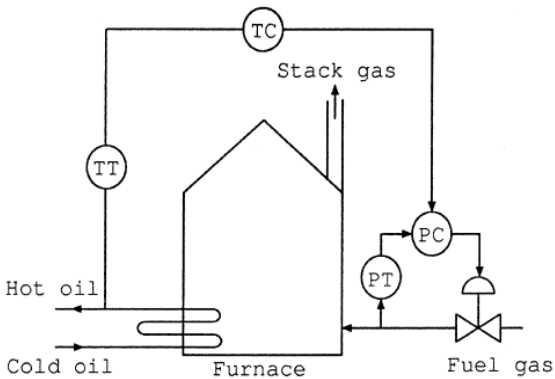 TC
Stack gas
TT
PC
PT
Hot oil
Cold oil
Furnace
Fuel gas